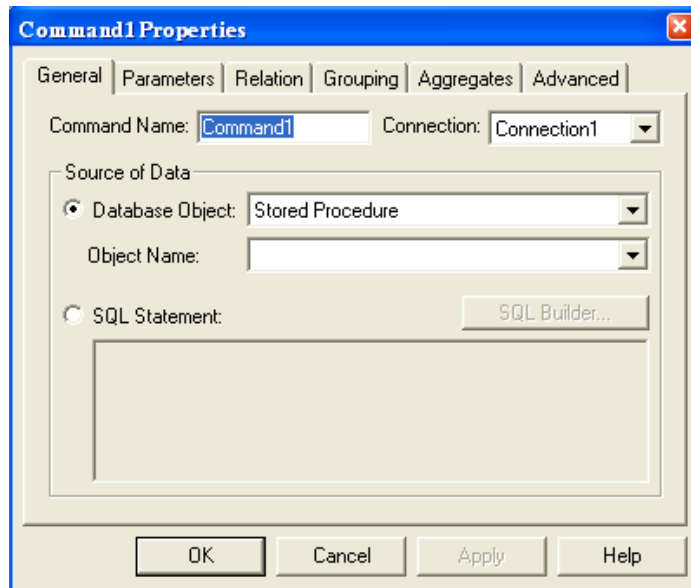 Command1 Properties
General Parameters Relation Grouping Aggregates Advanced
Command Name: Command1 Connection: Connection1
Source of Data
Database Object: Stored Procedure
Object Name:
SQL Statement: SQL Builder...
OK Cancel Apply Help